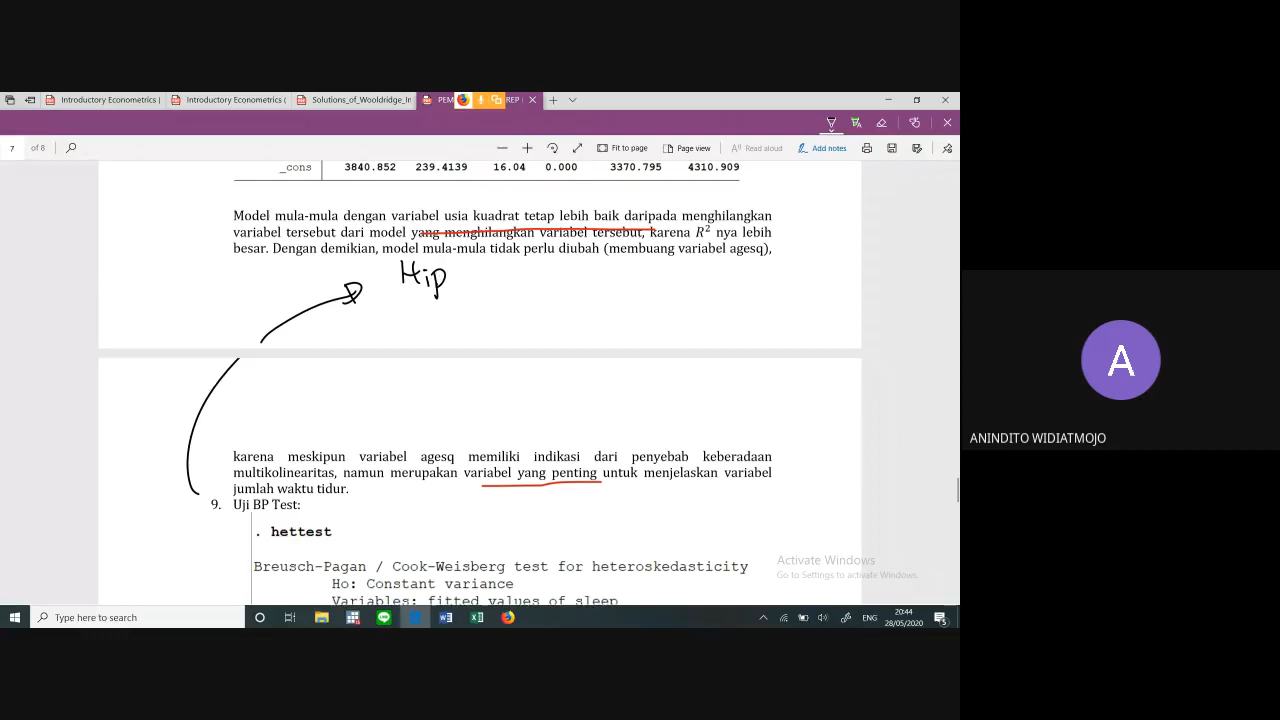 Introductory Econometrics (
Introductory Econometrics (
Solutions_of_Wooldridge_In
PEM
REP
7 of 8
Fit to page
Page view
Read aloud
Add notes
_cons 3840.852 239.4139 16.04 0.000 3370.795 4310.909
Model mula-mula dengan variabel usia kuadrat tetap lebih baik daripada menghilangkan
variabel tersebut dari model yang menghilangkan variabel tersebut, karena R² nya lebih
besar. Dengan demikian, model mula-mula tidak perlu diubah (membuang variabel agesq),
Hip
karena meskipun variabel agesq memiliki indikasi dari penyebab keberadaan
multikolinearitas, namun merupakan variabel yang penting untuk menjelaskan variabel
jumlah waktu tidur.
9. Uji BP Test:
. hettest
Breusch-Pagan / Cook-Weisberg test for heteroskedasticity
Ho: Constant variance
Variables: fitted values of sleep
Activate Windows
Go to Settings to activate Windows.
Type here to search
ENG
20:44
28/05/2020
5
A
ANINDITO WIDIATMOJO